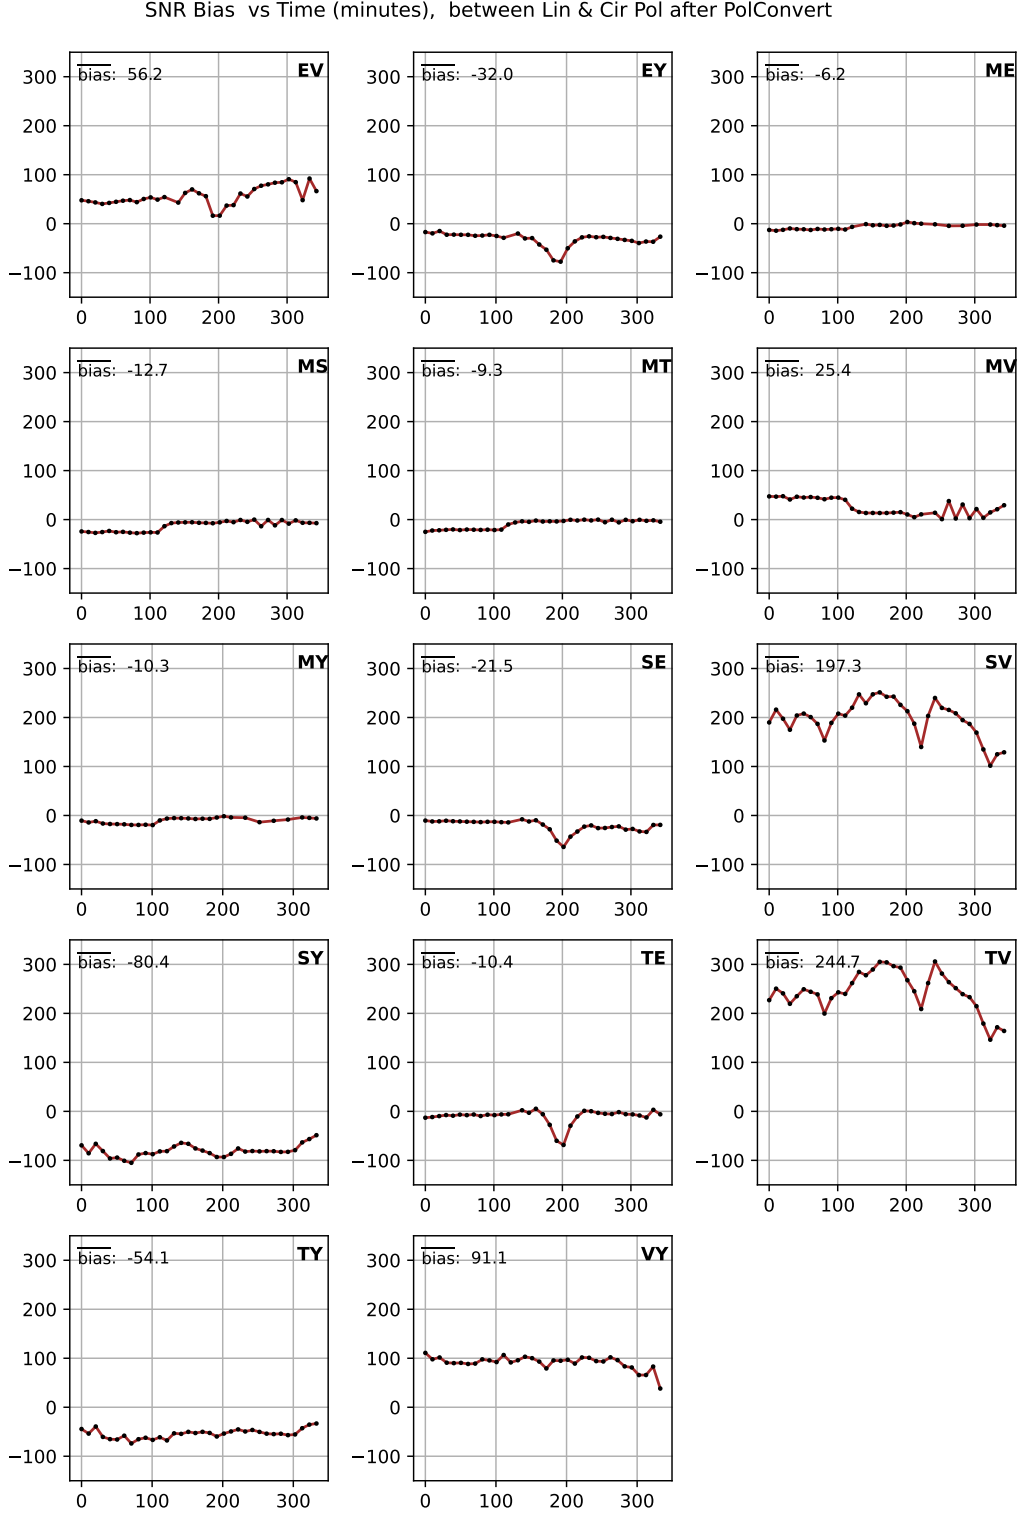 SNR Bias  vs Time (minutes),  between Lin & Cir Pol after PolConvert
bias:  56.2 EV
300
200
100
0
−100
0 100 200 300
bias:  -32.0 EY
300
200
100
0
−100
0 100 200 300
bias:  -6.2 ME
300
200
100
0
−100
0 100 200 300
bias:  -12.7 MS
300
200
100
0
−100
0 100 200 300
bias:  -9.3 MT
300
200
100
0
−100
0 100 200 300
bias:  25.4 MV
300
200
100
0
−100
0 100 200 300
bias:  -10.3 MY
300
200
100
0
−100
0 100 200 300
bias:  -21.5 SE
300
200
100
0
−100
0 100 200 300
bias:  197.3 SV
300
200
100
0
−100
0 100 200 300
bias:  -80.4 SY
300
200
100
0
−100
0 100 200 300
bias:  -10.4 TE
300
200
100
0
−100
0 100 200 300
bias:  244.7 TV
300
200
100
0
−100
0 100 200 300
bias:  -54.1 TY
300
200
100
0
−100
0 100 200 300
bias:  91.1 VY
300
200
100
0
−100
0 100 200 300